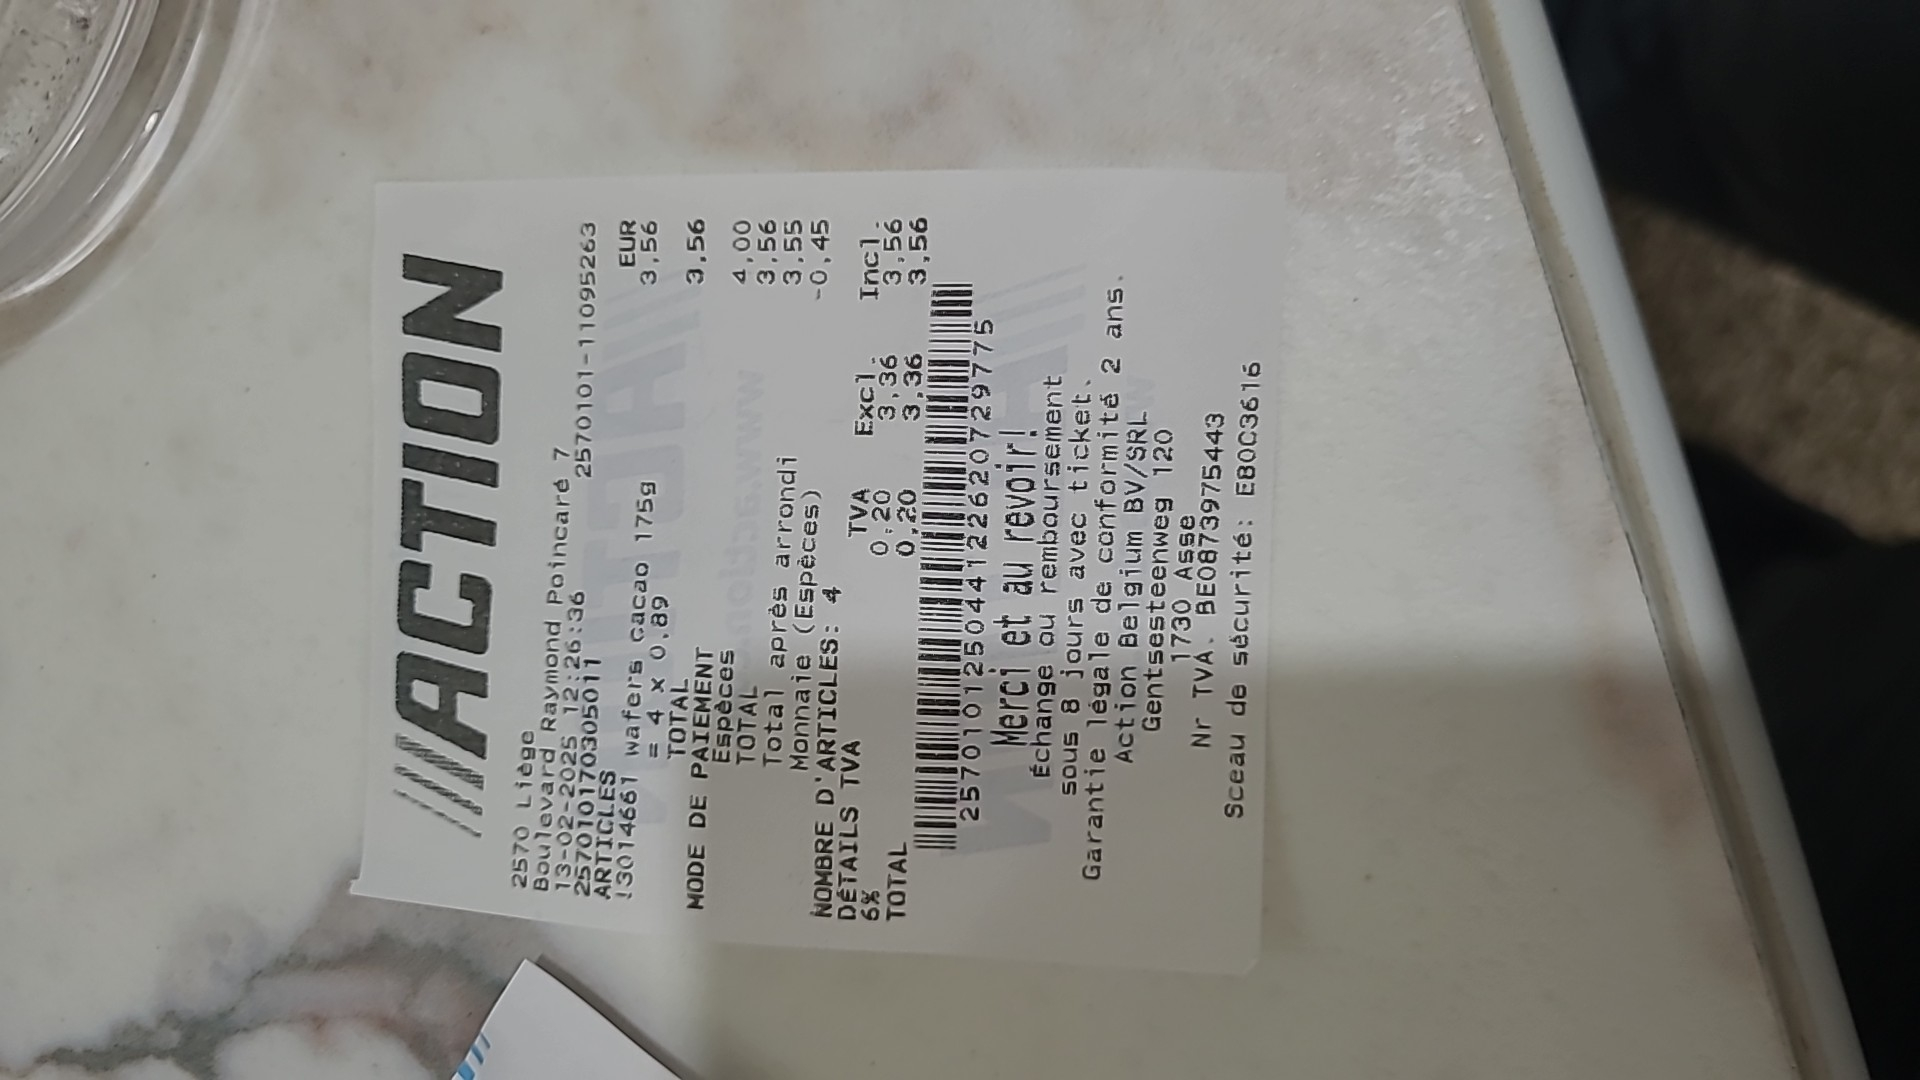 ACTION
2570 Liège
Boulevard Raymond Poincaré 7
13-02-2025 12:26:36 2570101-11095263
2570101703050​11
ARTICLES EUR
!3014661 wafers cacao 175g 3,56
= 4 x 0.89
TOTAL 3,56
MODE DE PAIEMENT
Espèces 4,00
TOTAL 3,56
Total après arrondi 3,55
Monnaie (Espèces) -0,45
NOMBRE D'ARTICLES: 4
DÉTAILS TVA TVA Excl. Incl.
6% 0,20 3,36 3,56
TOTAL 0,20 3,36 3,56
2570101250441226207​29775
Merci et au revoir!
Échange ou remboursement
sous 8 jours avec ticket.
Garantie légale de conformité 2 ans.
Action Belgium BV/SRL
Gentsesteenweg 120
1730 Asse
Nr TVA. BE0873975443
Sceau de sécurité: E80C3616